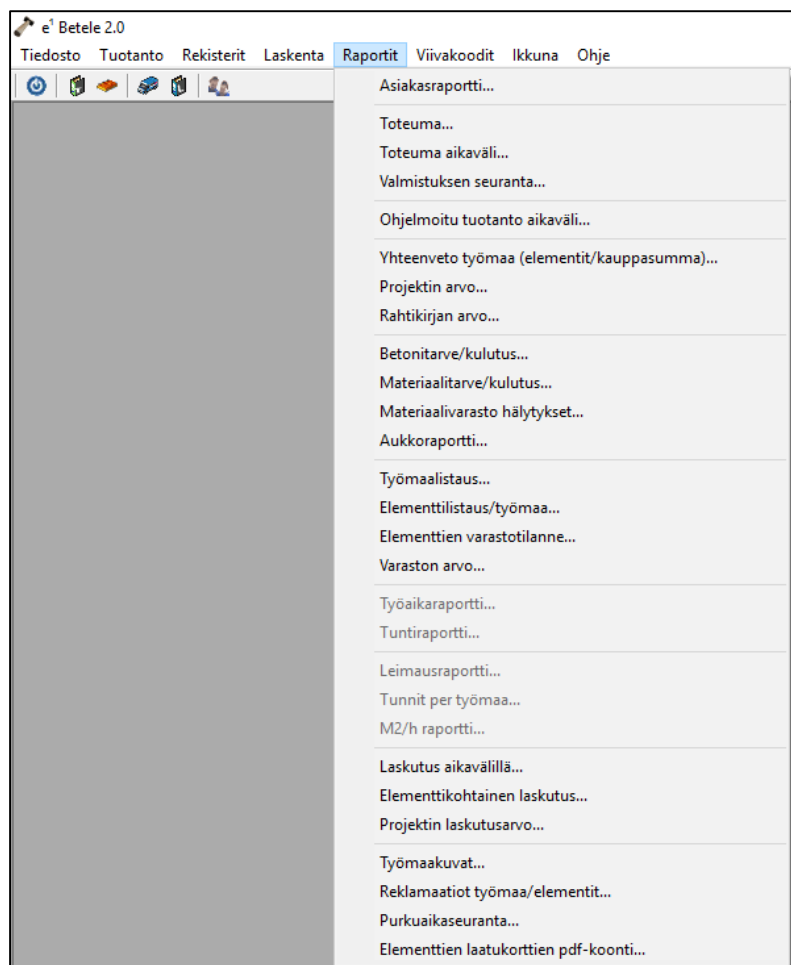 e¹ Betele 2.0
Tiedosto Tuotanto Rekisterit Laskenta Raportit Viivakoodit Ikkuna Ohje
Asiakasraportti...
Toteuma...
Toteuma aikaväli...
Valmistuksen seuranta...
Ohjelmoitu tuotanto aikaväli...
Yhteenveto työmaa (elementit/kauppasumma)...
Projektin arvo...
Rahtikirjan arvo...
Betonitarve/kulutus...
Materiaalitarve/kulutus...
Materiaalivarasto hälytykset...
Aukkoraportti...
Työmaalistaus...
Elementtilistaus/työmaa...
Elementtien varastotilanne...
Varaston arvo...
Työaikaraportti...
Tuntiraportti...
Leimausraportti...
Tunnit per työmaa...
M2/h raportti...
Laskutus aikavälillä...
Elementtikohtainen laskutus...
Projektin laskutusarvo...
Työmaakuvat...
Reklamaatiot työmaa/elementit...
Purkuaikaseuranta...
Elementtien laatukorttien pdf-koonti...